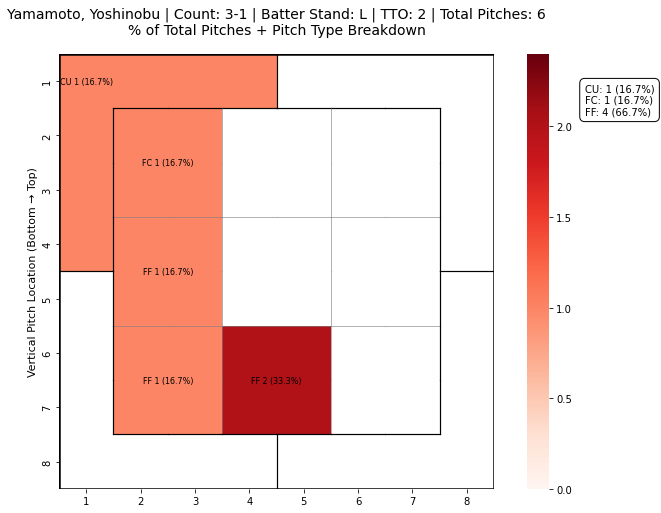 Yamamoto, Yoshinobu | Count: 3-1 | Batter Stand: L | TTO: 2 | Total Pitches: 6
% of Total Pitches + Pitch Type Breakdown
CU 1 (16.7%)
FC 1 (16.7%)
FF 1 (16.7%)
FF 1 (16.7%)
FF 2 (33.3%)
Vertical Pitch Location (Bottom → Top)
1
2
3
4
5
6
7
8
1
2
3
4
5
6
7
8
2.0
1.5
1.0
0.5
0.0
CU: 1 (16.7%)
FC: 1 (16.7%)
FF: 4 (66.7%)